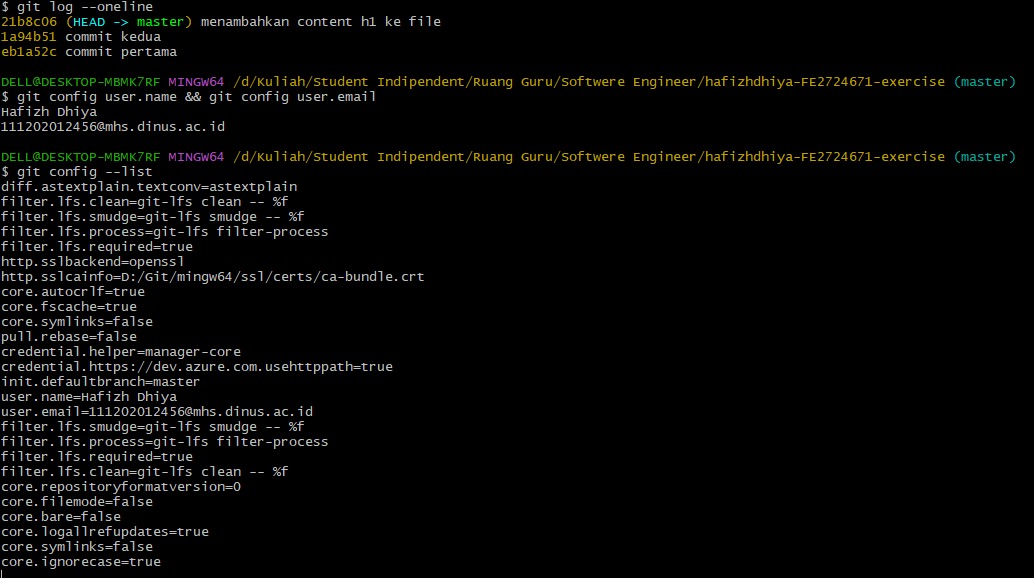 $ git log --oneline
21b8c06 (HEAD -> master) menambahkan content h1 ke file
1a94b51 commit kedua
eb1a52c commit pertama
DELL@DESKTOP-MBMK7RF MINGW64 /d/Kuliah/Student Indipendent/Ruang Guru/Softwere Engineer/hafizhdhiya-FE2724671-exercise (master)
$ git config user.name && git config user.email
Hafizh Dhiya
111202012456@mhs.dinus.ac.id
DELL@DESKTOP-MBMK7RF MINGW64 /d/Kuliah/Student Indipendent/Ruang Guru/Softwere Engineer/hafizhdhiya-FE2724671-exercise (master)
$ git config --list
diff.astextplain.textconv=astextplain
filter.lfs.clean=git-lfs clean -- %f
filter.lfs.smudge=git-lfs smudge -- %f
filter.lfs.process=git-lfs filter-process
filter.lfs.required=true
http.sslbackend=openssl
http.sslcainfo=D:/Git/mingw64/ssl/certs/ca-bundle.crt
core.autocrlf=true
core.fscache=true
core.symlinks=false
pull.rebase=false
credential.helper=manager-core
credential.https://dev.azure.com.usehttppath=true
init.defaultbranch=master
user.name=Hafizh Dhiya
user.email=111202012456@mhs.dinus.ac.id
filter.lfs.smudge=git-lfs smudge -- %f
filter.lfs.process=git-lfs filter-process
filter.lfs.required=true
filter.lfs.clean=git-lfs clean -- %f
core.repositoryformatversion=0
core.filemode=false
core.bare=false
core.logallrefupdates=true
core.symlinks=false
core.ignorecase=true